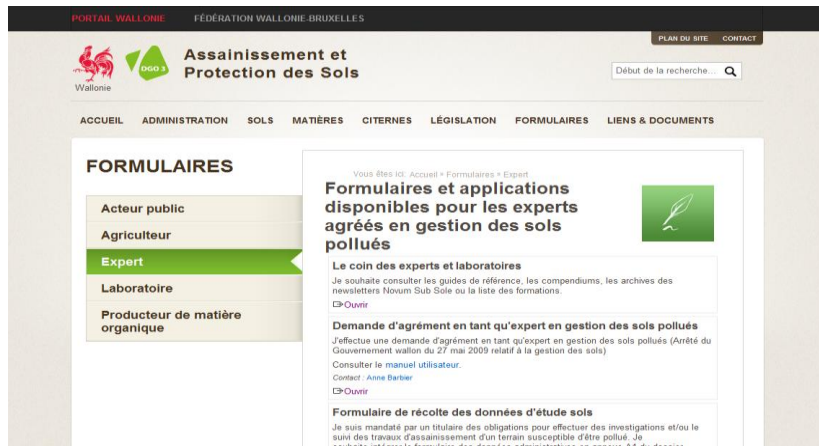 PORTAIL WALLONIE FÉDÉRATION WALLONIE-BRUXELLES
PLAN DU SITE CONTACT
Wallonie
DGO 3
Assainissement et
Protection des Sols
Début de la recherche...
ACCUEIL ADMINISTRATION SOLS MATIÈRES CITERNES LÉGISLATION FORMULAIRES LIENS & DOCUMENTS
FORMULAIRES
Acteur public
Agriculteur
Expert
Laboratoire
Producteur de matière
organique
Vous êtes ici: Accueil » Formulaires » Expert
Formulaires et applications
disponibles pour les experts
agréés en gestion des sols
pollués
Le coin des experts et laboratoires
Je souhaite consulter les guides de référence, les compendiums, les archives des
newsletters Novum Sub Sole ou la liste des formations.
Ouvrir
Demande d'agrément en tant qu'expert en gestion des sols pollués
J'effectue une demande d'agrément en tant qu'expert en gestion des sols pollués (Arrêté du
Gouvernement wallon du 27 mai 2009 relatif à la gestion des sols)
Consulter le manuel utilisateur.
Contact : Anne Barbier
Ouvrir
Formulaire de récolte des données d'étude sols
Je suis mandaté par un titulaire des obligations pour effectuer des investigations et/ou le
suivi des travaux d'assainissement d'un terrain susceptible d'être pollué. Je